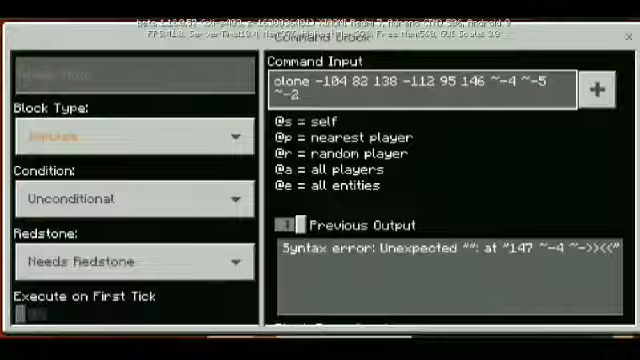 Command Block
Command Input
clone -104 82 138 -112 95 146 ~-4 ~-5
~-2
@s = self
@p = nearest player
@r = random player
@a = all players
@e = all entities
Previous Output
Syntax error: Unexpected "": at "147 ~-4 ~->><<"
Block Type:
Impulse
Condition:
Unconditional
Redstone:
Needs Redstone
Execute on First Tick